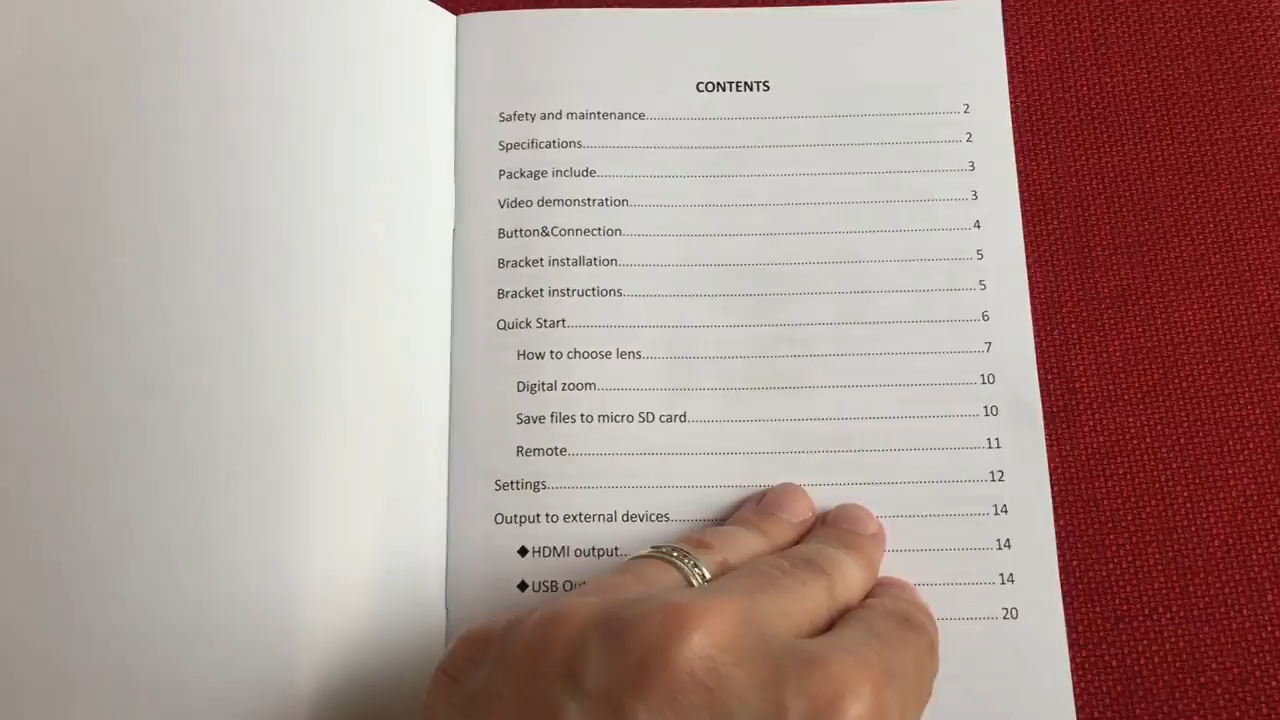 CONTENTS
Safety and maintenance........................................................................ 2
Specifications........................................................................ 2
Package include........................................................................3
Video demonstration........................................................................ 3
Button&Connection........................................................................ 4
Bracket installation........................................................................ 5
Bracket instructions........................................................................5
Quick Start........................................................................6
How to choose lens........................................................................7
Digital zoom........................................................................ 10
Save files to micro SD card........................................................................ 10
Remote........................................................................11
Settings........................................................................12
Output to external devices........................................................................ 14
◆HDMI output........................................................................14
◆USB ........................................................................ 14
............... 20